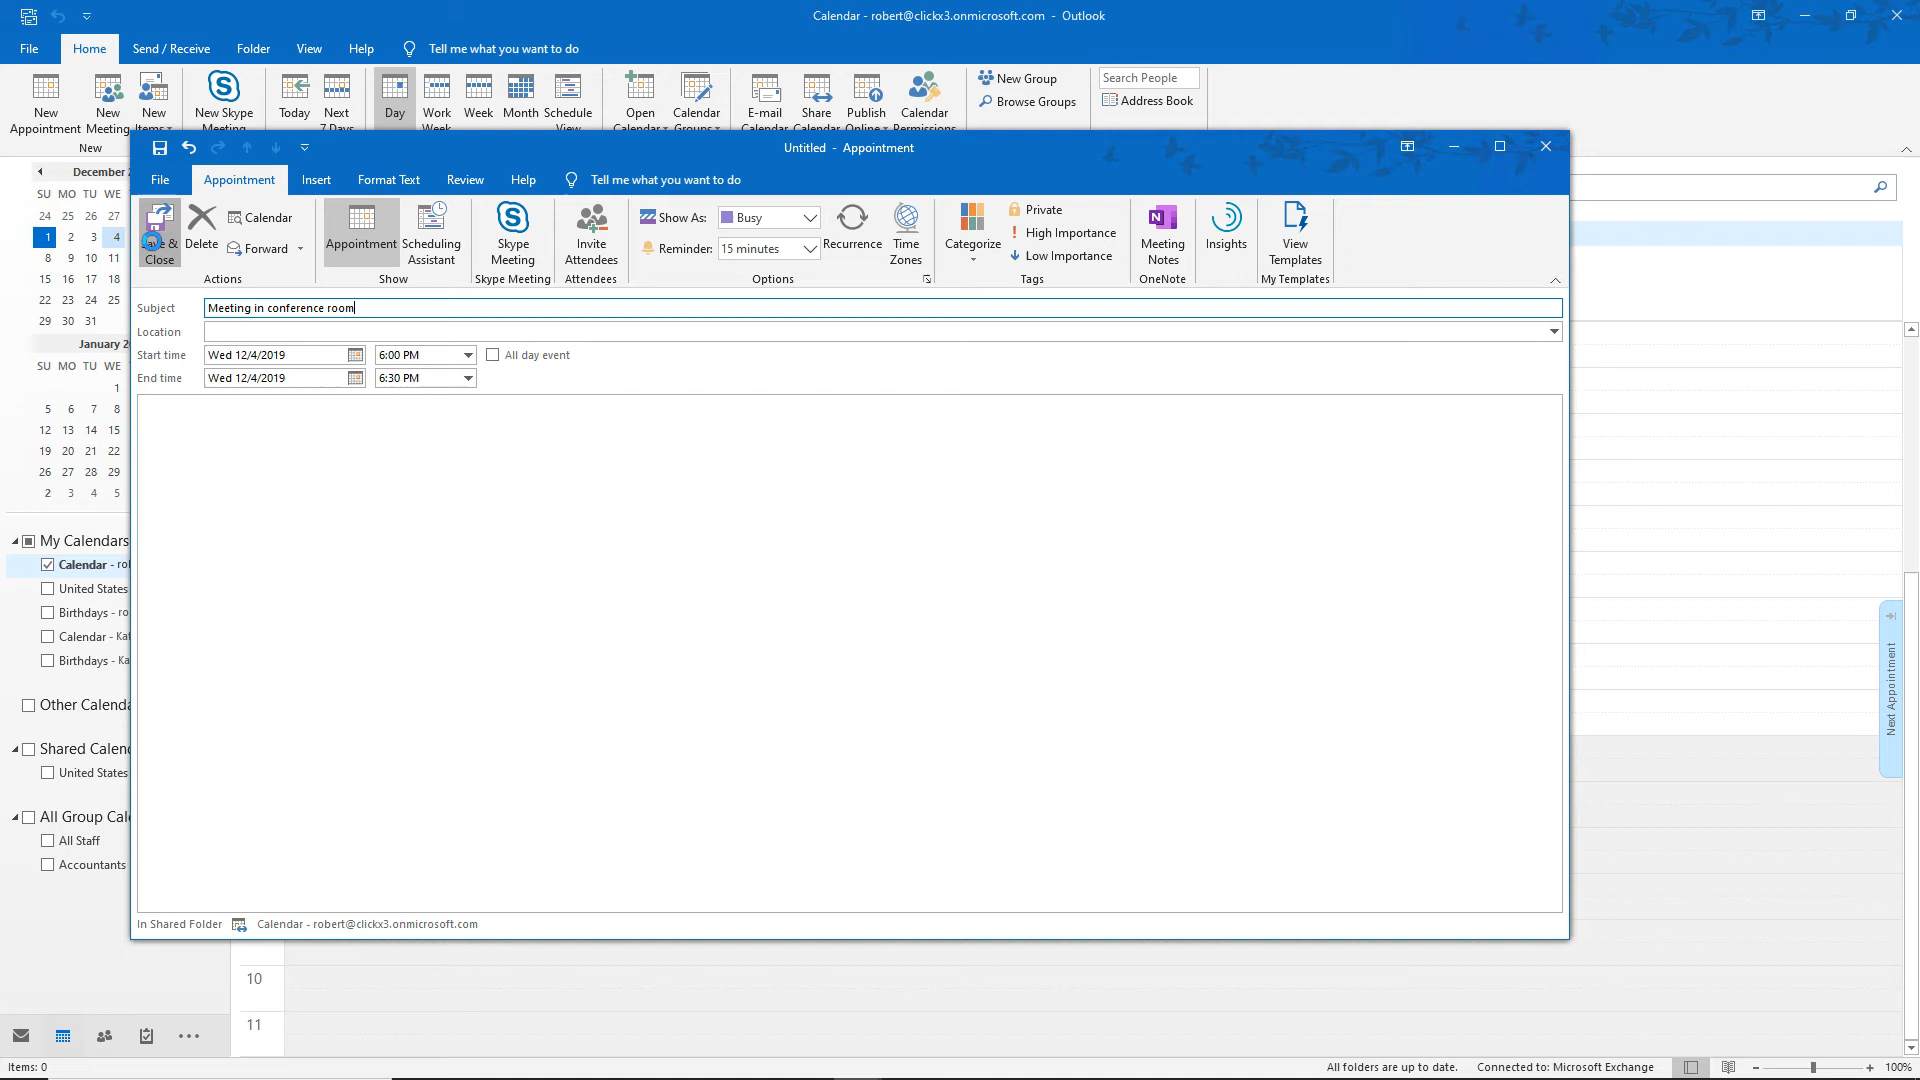 Calendar - robert@clickx3.onmicrosoft.com - Outlook
File Home Send / Receive Folder View Help Tell me what you want to do
New Appointment
New Meeting
New Items
New Skype Meeting
Today
Next 7 Days
Day
Work Week
Week
Month
Schedule View
Open Calendar
Calendar Groups
E-mail Calendar
Share Calendar
Publish Online
Calendar Permissions
New Group
Browse Groups
Search People
Address Book
New
Untitled - Appointment
File Appointment Insert Format Text Review Help Tell me what you want to do
& Close
Delete
Calendar
Forward
Actions
Appointment
Scheduling Assistant
Show
Skype Meeting
Skype Meeting
Invite Attendees
Attendees
Show As: Busy
Reminder: 15 minutes
Recurrence
Time Zones
Options
Categorize
Private
High Importance
Low Importance
Tags
Meeting Notes
OneNote
Insights
View Templates
My Templates
Subject Meeting in conference room
Location
Start time Wed 12/4/2019 6:00 PM All day event
End time Wed 12/4/2019 6:30 PM
In Shared Folder Calendar - robert@clickx3.onmicrosoft.com
December 2
SU MO TU WE
24 25 26 27
1 2 3 4
8 9 10 11
15 16 17 18
22 23 24 25
29 30 31
January 20
SU MO TU WE
1
5 6 7 8
12 13 14 15
19 20 21 22
26 27 28 29
2 3 4 5
My Calendars
Calendar - rob
United States
Birthdays - ro
Calendar - Kat
Birthdays - Ka
Other Calenda
Shared Calend
United States
All Group Cale
All Staff
Accountants
Next Appointment
10
11
Items: 0
All folders are up to date. Connected to: Microsoft Exchange 100%